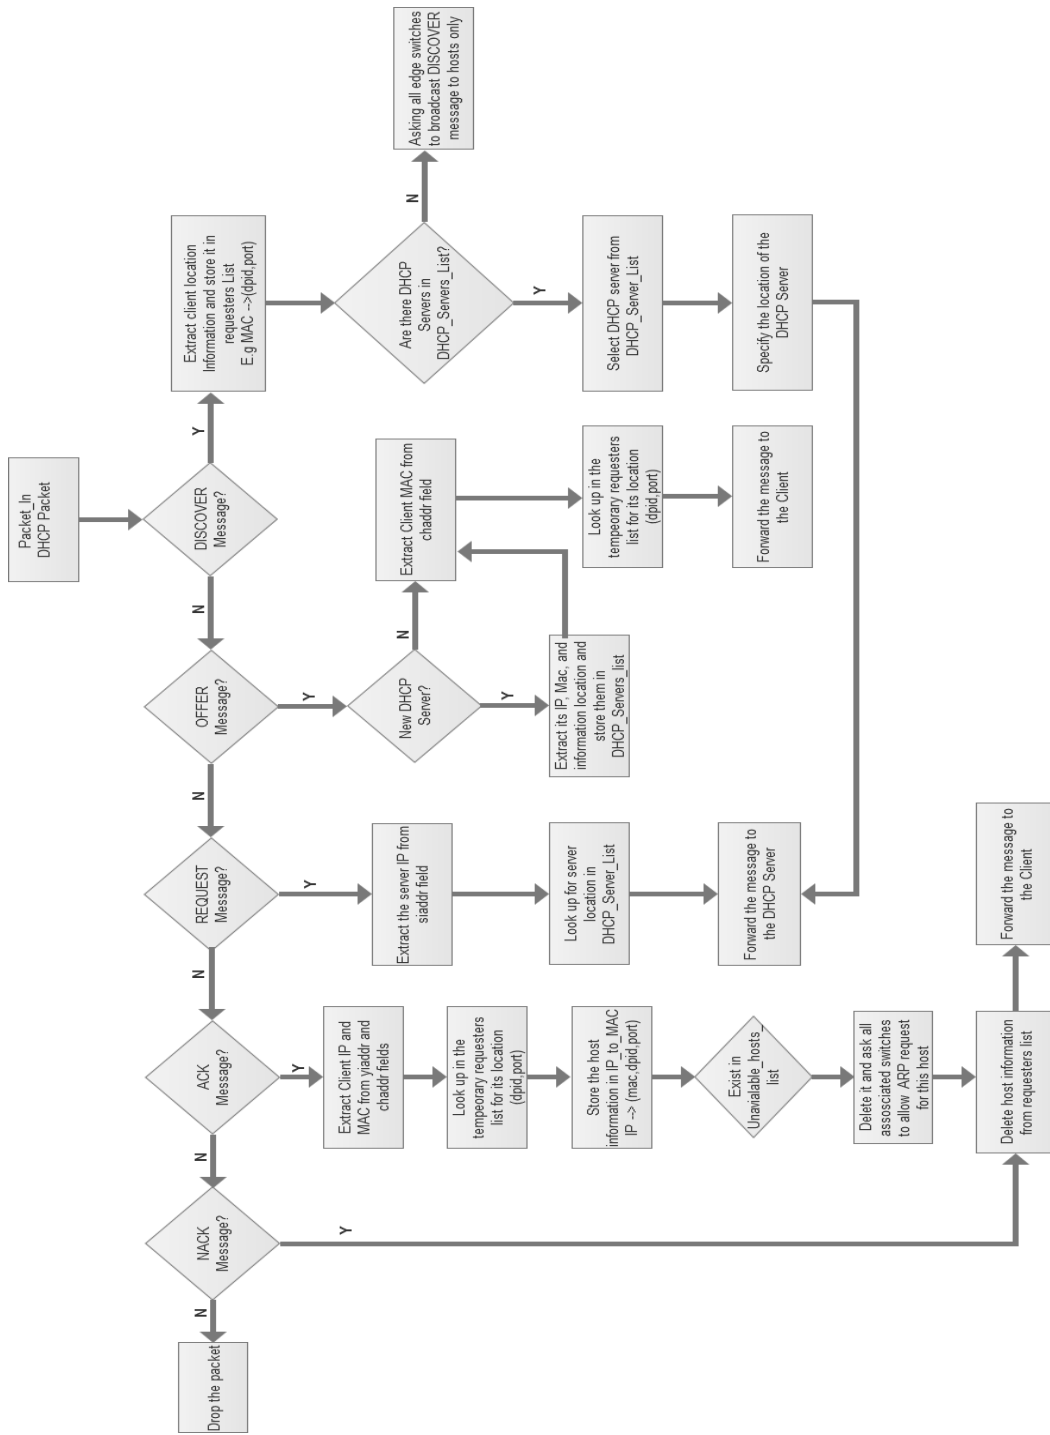 Packet_In
DHCP Packet
DISCOVER
Message?
Y
Extract client location
Information and store it in
requesters List
E.g MAC -->(dpid,port)
Are there DHCP
Servers in
DHCP_Servers_List?
N
Asking all edge switches
to broadcast DISCOVER
message to hosts only
Y
Select DHCP server from
DHCP_Server_List
Specify the location of the
DHCP Server
N
OFFER
Message?
Y
New DHCP
Server?
N
Extract Client MAC from
chaddr field
Y
Extract its IP, Mac, and
information location and
store them in
DHCP_Servers_list
Look up in the
tempeorary requesters
list for its location
(dpid,port)
Forward the message to
the Client
N
REQUEST
Message?
Y
Extract the server IP from
siaddr field
Look up for server
location in
DHCP_Server_List
Forward the message to
the DHCP Server
N
ACK
Message?
Y
Extract Client IP and
MAC from yiaddr and
chaddr fields
Look up in the
tempeorary requesters
list for its location
(dpid,port)
Store the host
information in IP_to_MAC
IP --> (mac,dpid,port)
Exist in
Unavialable_hosts_
list
Delete it and ask all
assosciated switches
to allow ARP request
for this host
Delete host information
from requesters list
Forward the message to
the Client
N
NACK
Message?
Y
N
Drop the packet